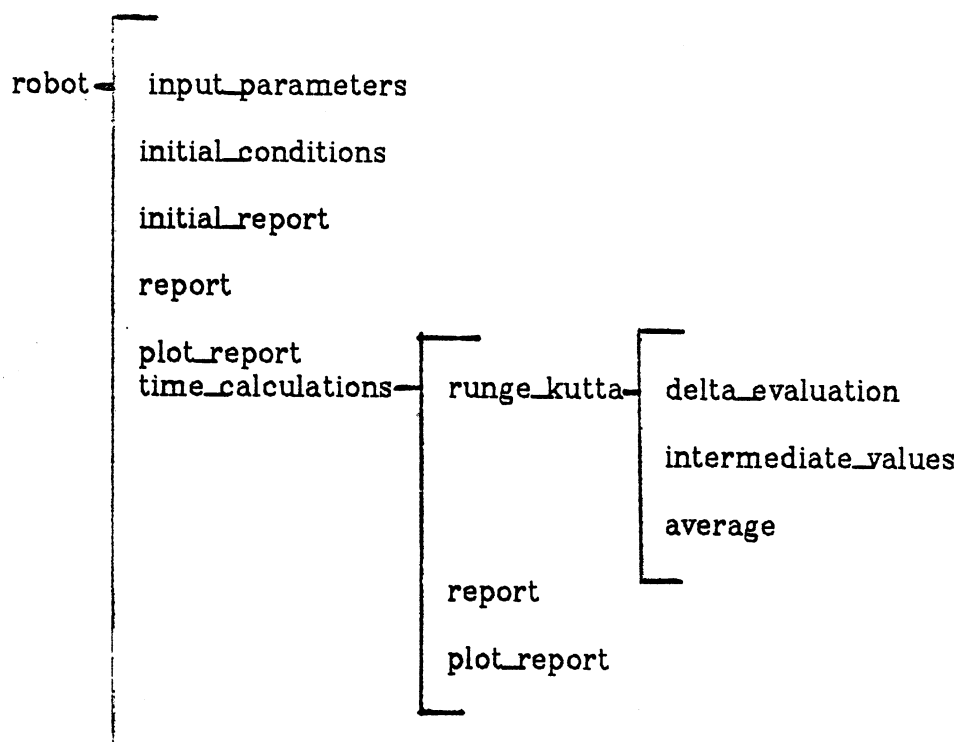 robot input_parameters
initial_conditions
initial_report
report
plot_report
time_calculations runge_kutta delta_evaluation
intermediate_values
average
report
plot_report